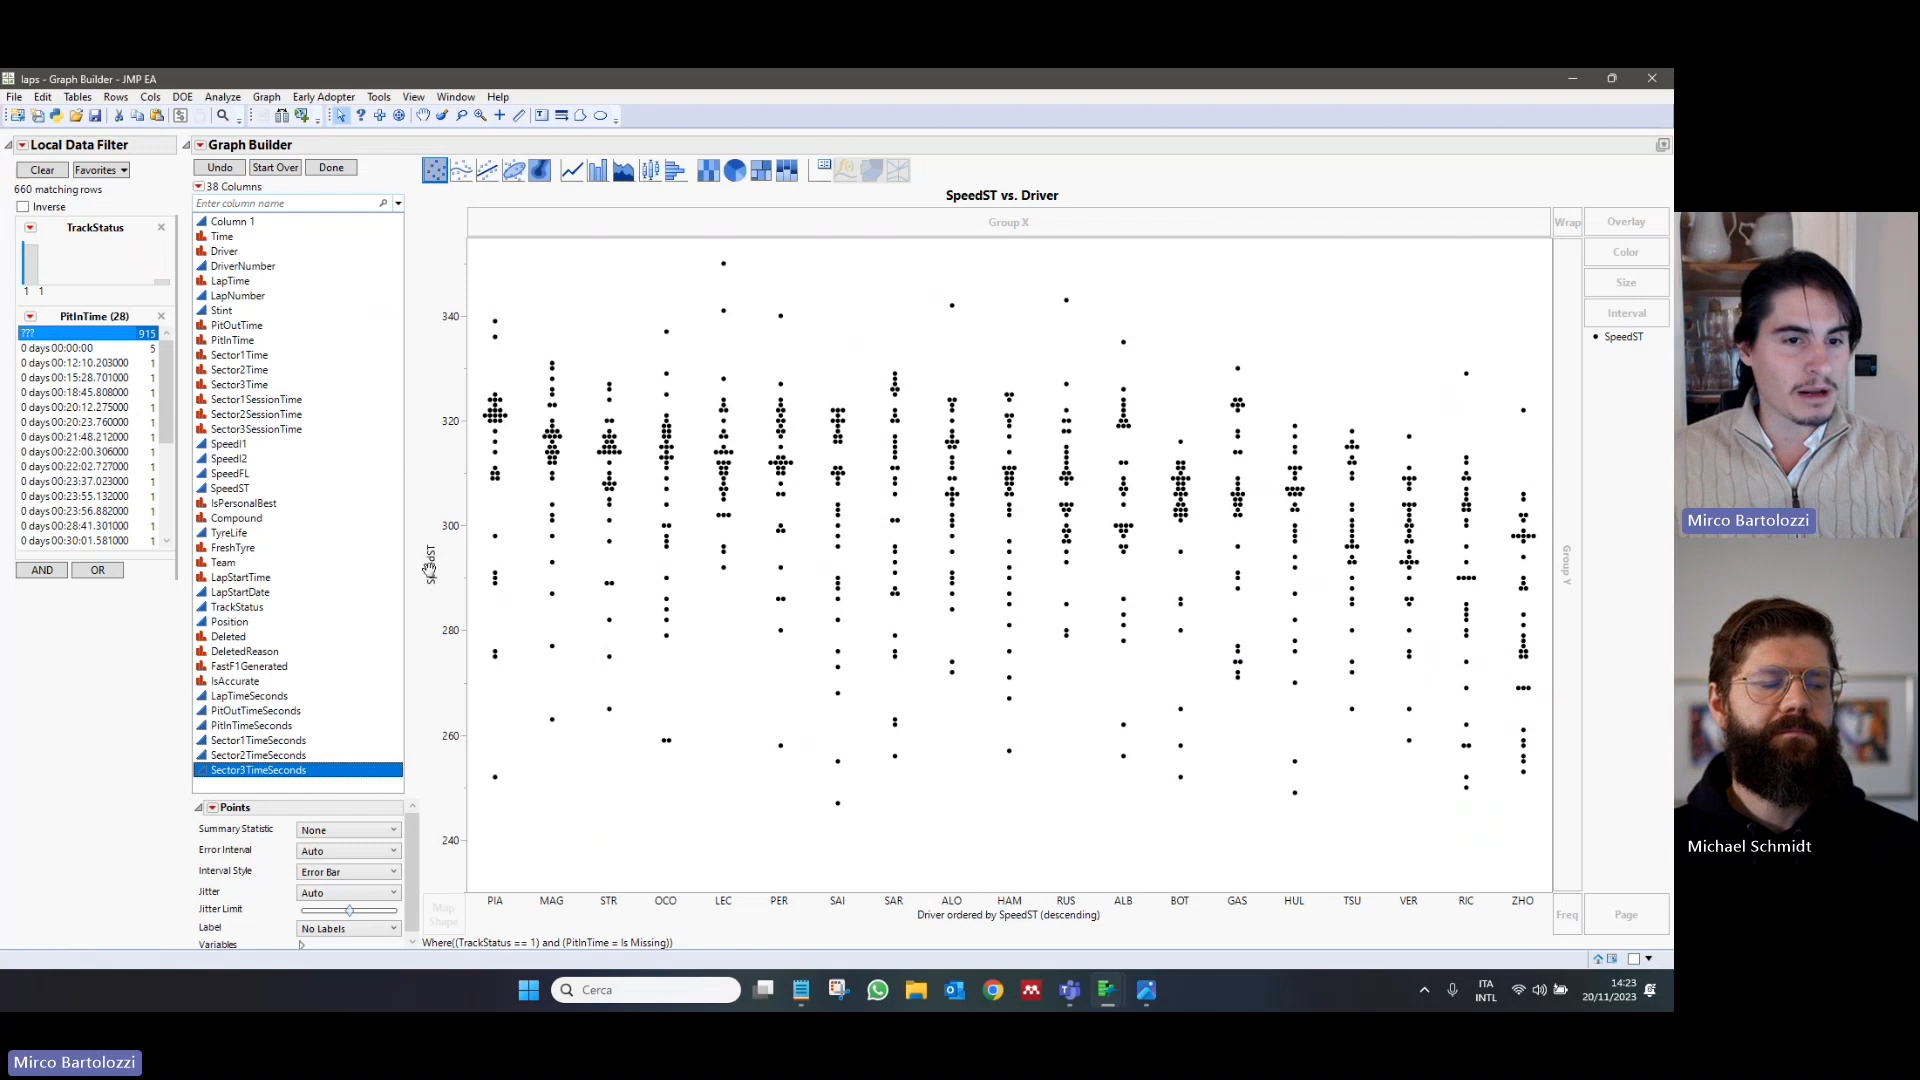 laps - Graph Builder - JMP EA
File Edit Tables Rows Cols DOE Analyze Graph Early Adopter Tools View Window Help
Local Data Filter
Clear Favorites
660 matching rows
Inverse
TrackStatus
1 1
PitInTime (28)
??? 915
0 days 00:00:00 5
0 days 00:12:10.203000 1
0 days 00:15:28.701000 1
0 days 00:18:45.808000 1
0 days 00:20:12.275000 1
0 days 00:20:23.760000 1
0 days 00:21:48.212000 1
0 days 00:22:00.306000 1
0 days 00:22:02.727000 1
0 days 00:23:37.023000 1
0 days 00:23:55.132000 1
0 days 00:23:56.882000 1
0 days 00:28:41.301000 1
0 days 00:30:01.581000 1
AND OR
Graph Builder
Undo Start Over Done
38 Columns
Enter column name
Column 1
Time
Driver
DriverNumber
LapTime
LapNumber
Stint
PitOutTime
PitInTime
Sector1Time
Sector2Time
Sector3Time
Sector1SessionTime
Sector2SessionTime
Sector3SessionTime
SpeedI1
SpeedI2
SpeedFL
SpeedST
IsPersonalBest
Compound
TyreLife
FreshTyre
Team
LapStartTime
LapStartDate
TrackStatus
Position
Deleted
DeletedReason
FastF1Generated
IsAccurate
LapTimeSeconds
PitOutTimeSeconds
PitInTimeSeconds
Sector1TimeSeconds
Sector2TimeSeconds
Sector3TimeSeconds
Points
Summary Statistic None
Error Interval Auto
Interval Style Error Bar
Jitter Auto
Jitter Limit
Label No Labels
Variables
SpeedST vs. Driver
Group X
Wrap
Overlay
Color
Size
Interval
SpeedST
340
320
300
280
260
240
Group Y
Map Shape
PIA MAG STR OCO LEC PER SAI SAR ALO HAM RUS ALB BOT GAS HUL TSU VER RIC ZHO
Driver ordered by SpeedST (descending)
Freq
Page
Where((TrackStatus == 1) and (PitInTime = Is Missing))
Cerca
ITA
INTL
14:23
20/11/2023
Mirco Bartolozzi
Michael Schmidt
Mirco Bartolozzi